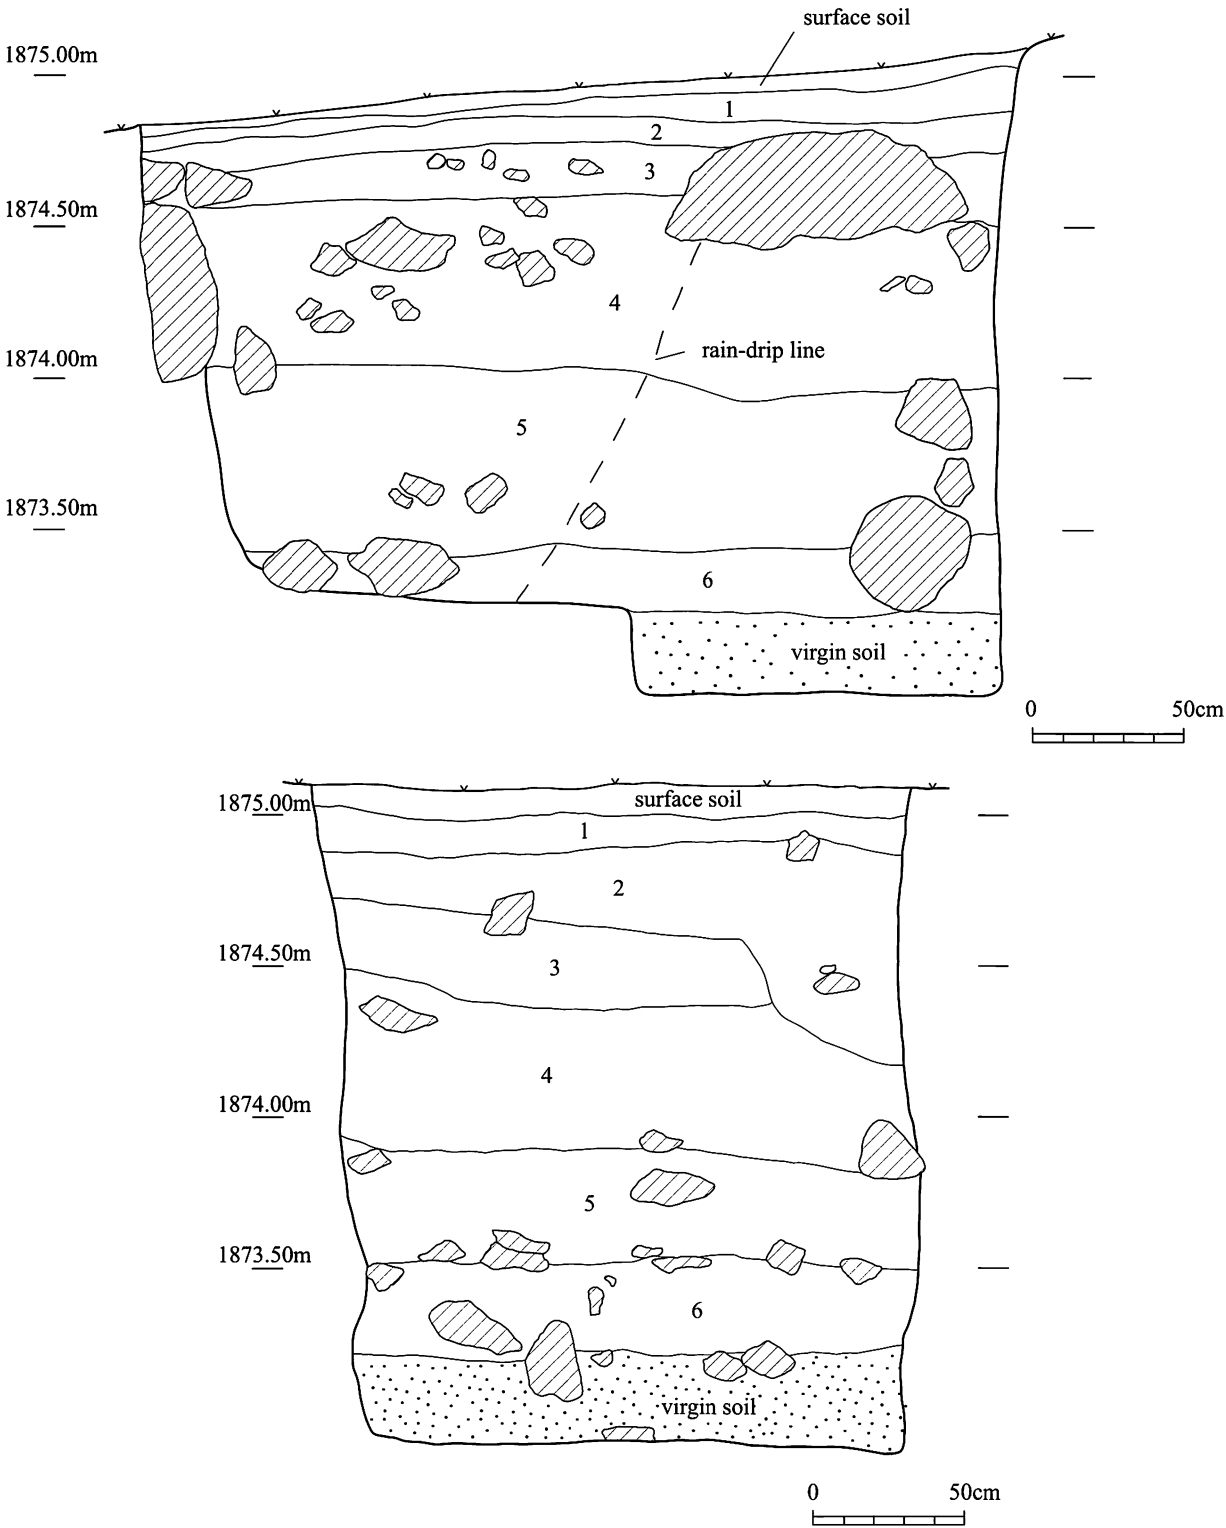 surface soil
1875.00m
1
2
3
1874.50m
4
rain-drip line
1874.00m
5
1873.50m
6
virgin soil
0 50cm
surface soil
1875.00m
1
2
1874.50m
3
4
1874.00m
5
1873.50m
6
virgin soil
0 50cm